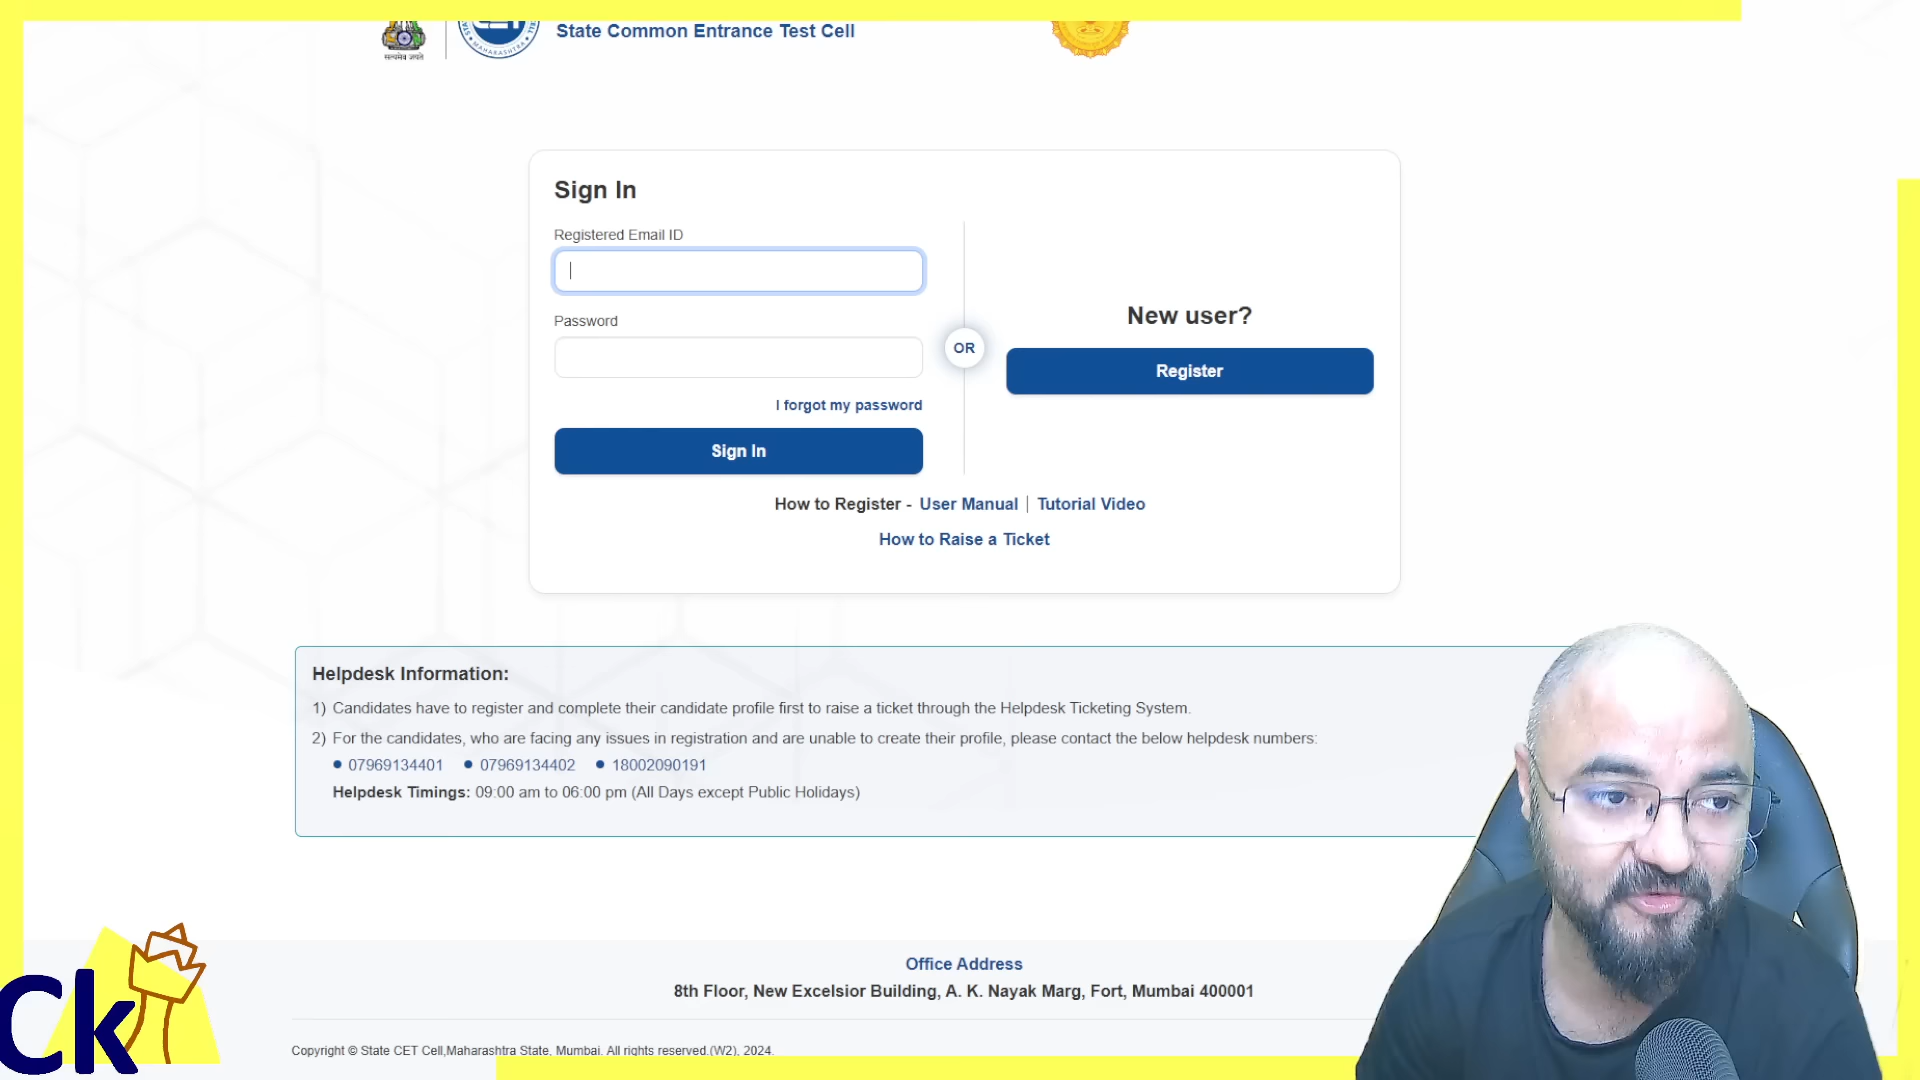 State Common Entrance Test Cell
सत्यमेव जयते
MAHARASHTRA
Sign In
Registered Email ID
Password
I forgot my password
Sign In
OR
New user?
Register
How to Register - User Manual | Tutorial Video
How to Raise a Ticket
Helpdesk Information:
1) Candidates have to register and complete their candidate profile first to raise a ticket through the Helpdesk Ticketing System.
2) For the candidates, who are facing any issues in registration and are unable to create their profile, please contact the below helpdesk numbers:
• 07969134401 • 07969134402 • 18002090191
Helpdesk Timings: 09:00 am to 06:00 pm (All Days except Public Holidays)
Office Address
8th Floor, New Excelsior Building, A. K. Nayak Marg, Fort, Mumbai 400001
Copyright © State CET Cell,Maharashtra State, Mumbai. All rights reserved.(W2), 2024.
Ck